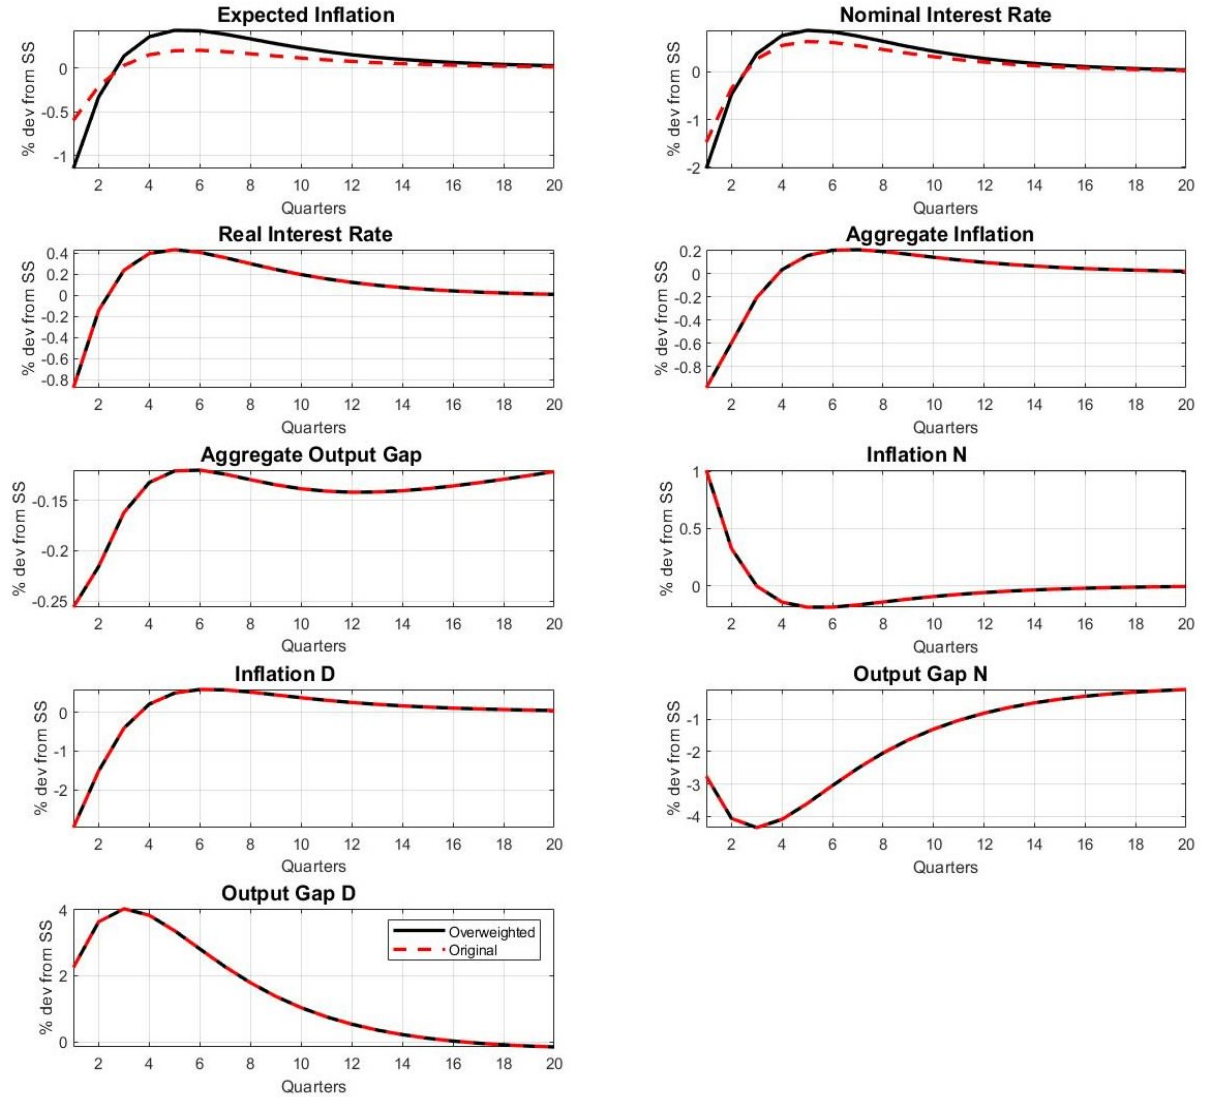 Expected Inflation
% dev from SS
0
-0.5
-1
2 4 6 8 10 12 14 16 18 20
Quarters
Nominal Interest Rate
% dev from SS
0
-1
-2
2 4 6 8 10 12 14 16 18 20
Quarters
Real Interest Rate
% dev from SS
0.4
0.2
0
-0.2
-0.4
-0.6
-0.8
2 4 6 8 10 12 14 16 18 20
Quarters
Aggregate Inflation
% dev from SS
0.2
0
-0.2
-0.4
-0.6
-0.8
2 4 6 8 10 12 14 16 18 20
Quarters
Aggregate Output Gap
% dev from SS
-0.15
-0.2
-0.25
2 4 6 8 10 12 14 16 18 20
Quarters
Inflation N
% dev from SS
1
0.5
0
2 4 6 8 10 12 14 16 18 20
Quarters
Inflation D
% dev from SS
0
-1
-2
2 4 6 8 10 12 14 16 18 20
Quarters
Output Gap N
% dev from SS
-1
-2
-3
-4
2 4 6 8 10 12 14 16 18 20
Quarters
Output Gap D
% dev from SS
4
2
0
Overweighted
Original
2 4 6 8 10 12 14 16 18 20
Quarters